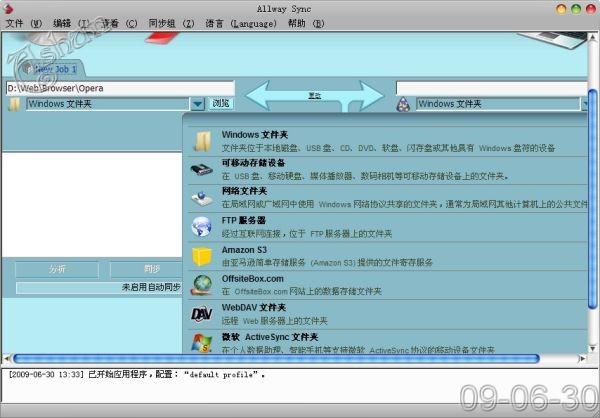 Allway Sync
文件 (W) 编辑 (I) 查看 (C) 同步组 (Z) 语言 (Language) 帮助 (B)
New Job 1
D:\Web\Browser\Opera
更改
Windows 文件夹 浏览 Windows 文件夹
Windows 文件夹
文件夹位于本地磁盘、USB 盘、CD、DVD、软盘、闪存盘或其他具有 Windows 盘符的设备
可移动存储设备
在 USB 盘、移动硬盘、媒体播放器、数码相机等可移动存储设备上的文件夹。
网络文件夹
在局域网或广域网中使用 Windows 网络协议共享的文件夹，通常为局域网其他计算机上的公共文件
FTP 服务器
经过互联网连接，位于 FTP服务器上的文件夹
Amazon S3
由亚马逊简单存储服务 (Amazon S3) 提供的文件寄存服务
OffsiteBox.com
在 OffsiteBox.com 网站上的数据存储文件夹
分析 同步
未启用自动同步
DAV
WebDAV 文件夹
远程 Web 服务器上的文件夹
微软 ActiveSync 文件夹
在个人数据助理、智能手机等支持微软 ActiveSync 协议的移动设备文件夹
[2009-06-30 13:33] 已开始应用程序，配置： “default profile”。
09-06-30